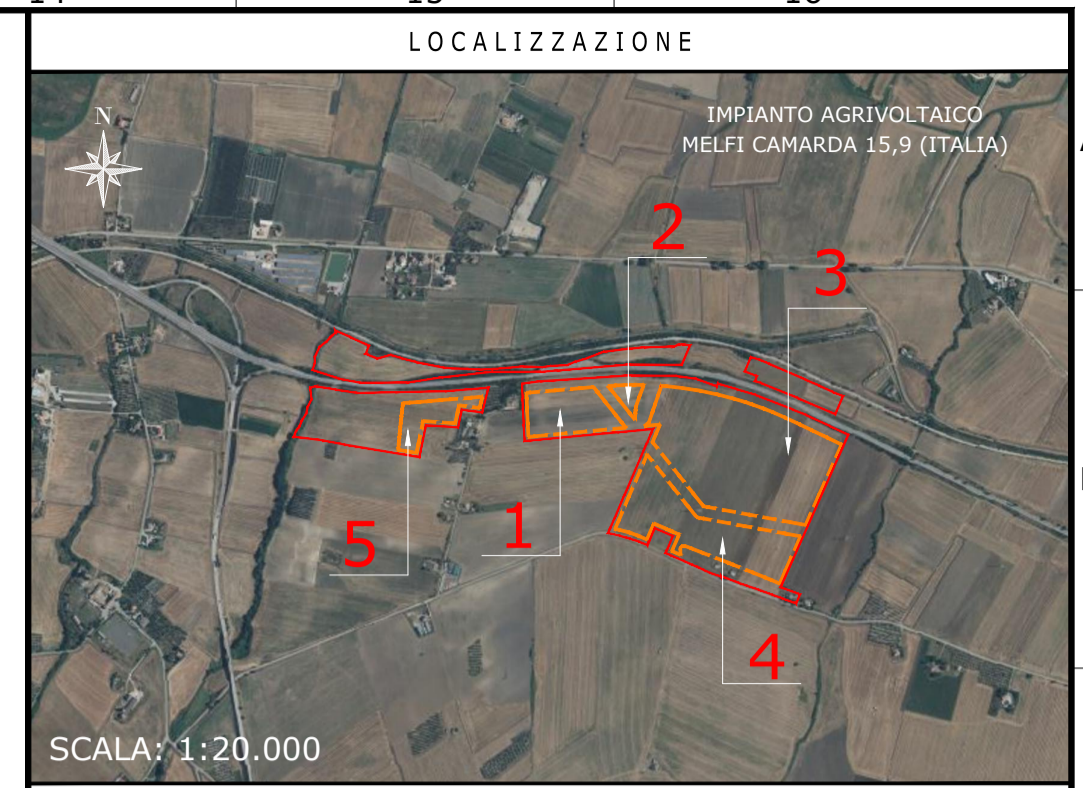 LOCALIZZAZIONE
N
IMPIANTO AGRIVOLTAICO
MELFI CAMARDA 15,9 (ITALIA)
2
3
5
1
4
SCALA: 1:20.000